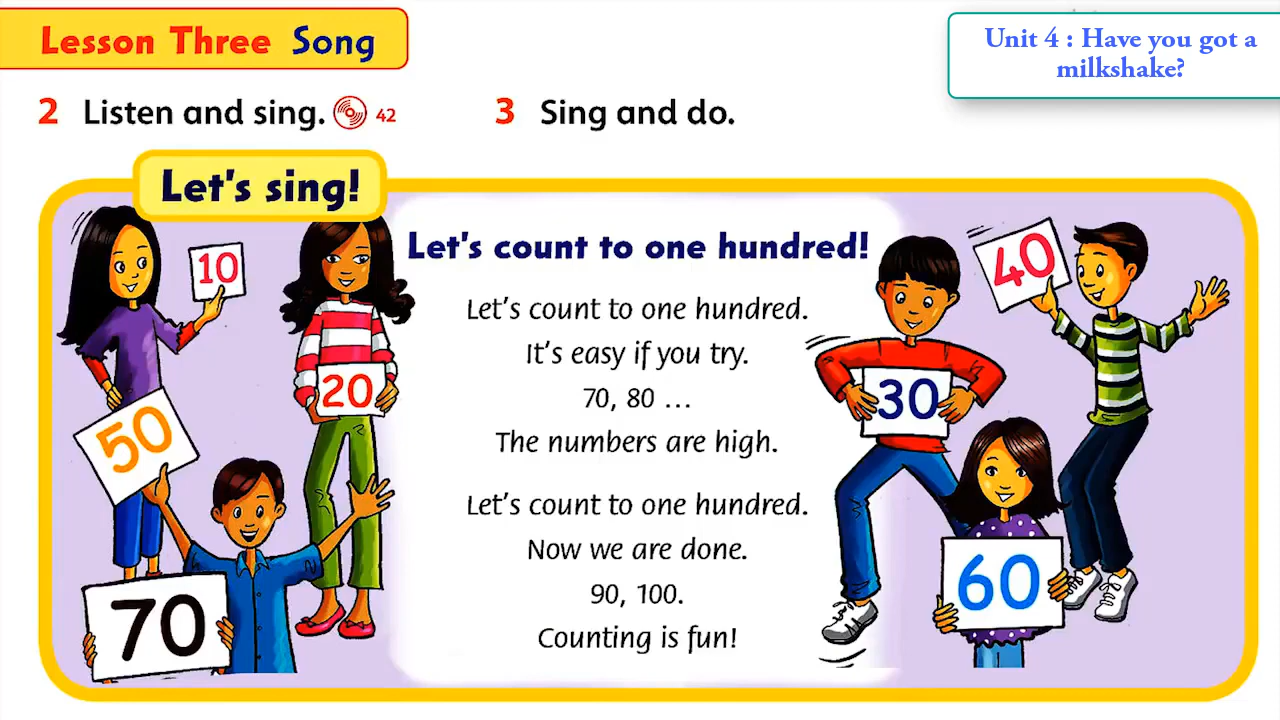 Lesson Three Song
Unit 4 : Have you got a
milkshake?
2 Listen and sing. 42
3 Sing and do.
Let's sing!
Let's count to one hundred!
Let's count to one hundred.
It's easy if you try.
70, 80 ...
The numbers are high.
Let's count to one hundred.
Now we are done.
90, 100.
Counting is fun!
10
20
50
70
30
40
60